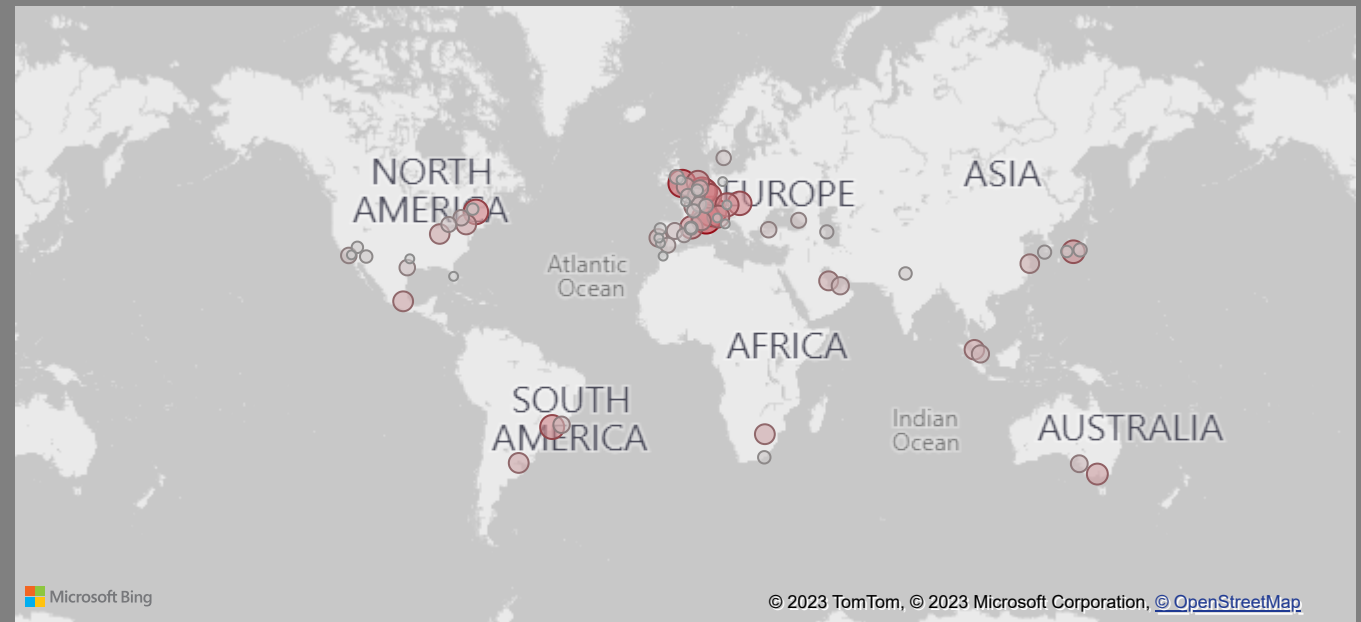 NORTH
AMERICA
EUROPE
ASIA
Atlantic
Ocean
AFRICA
SOUTH
AMERICA
Indian
Ocean
AUSTRALIA
Microsoft Bing
© 2023 TomTom, © 2023 Microsoft Corporation, © OpenStreetMap